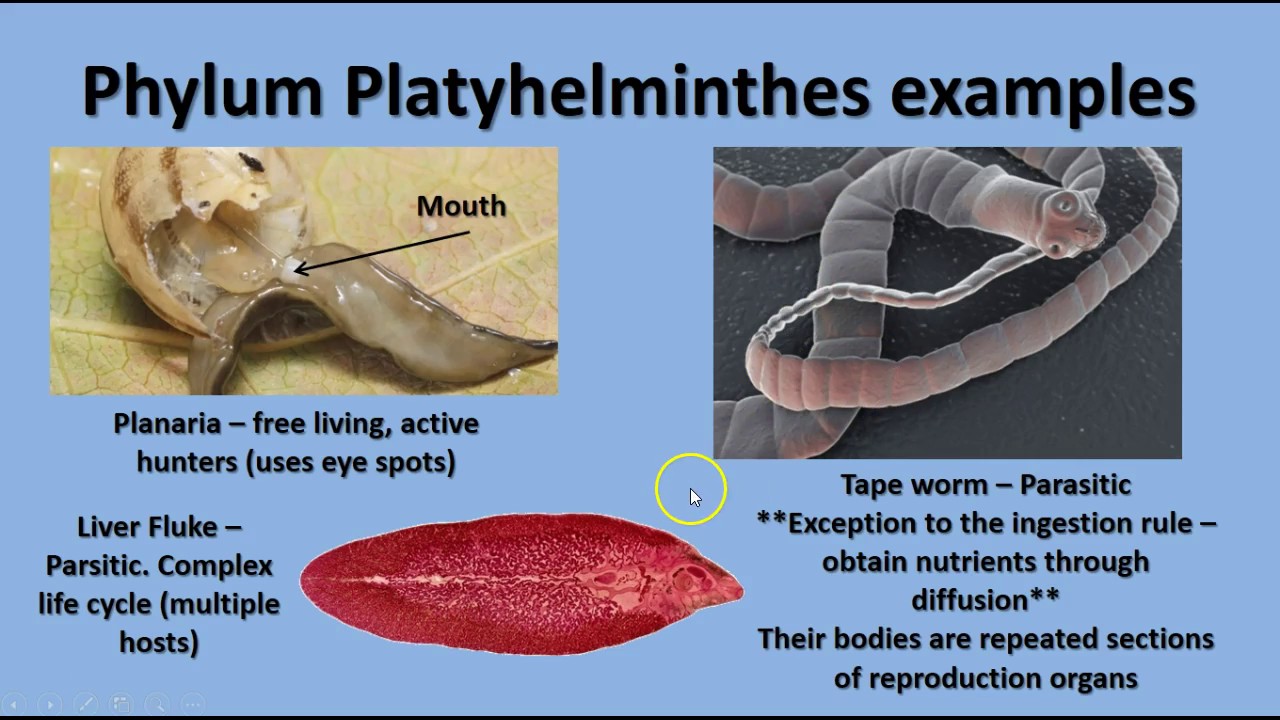 Phylum Platyhelminthes examples
Mouth
Planaria – free living, active
hunters (uses eye spots)
Liver Fluke –
Parsitic. Complex
life cycle (multiple
hosts)
Tape worm – Parasitic
**Exception to the ingestion rule –
obtain nutrients through
diffusion**
Their bodies are repeated sections
of reproduction organs